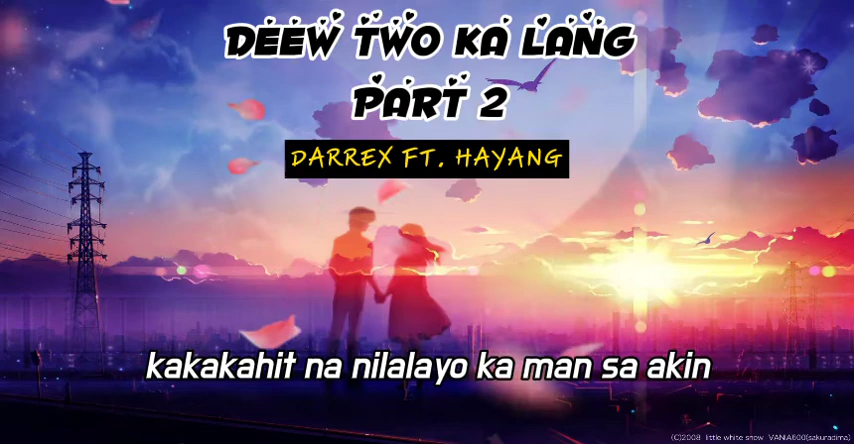 DEEW TWO KA LANG
PART 2
DARREX FT. HAYANG
kakakahit na nilalayo ka man sa akin
(C)2008 little white snow VANIA600[sakuradima]